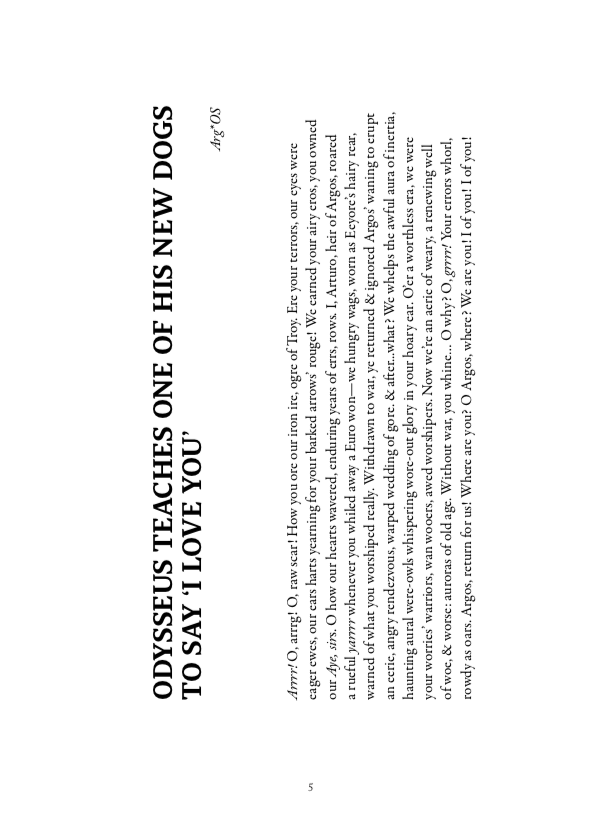 ODYSSEUS TEACHES ONE OF HIS NEW DOGS
TO SAY ‘I LOVE YOU’
Arg*OS
Arrrr! O, arrrg! O, raw scar! How you ore our iron ire, ogre of Troy. Ere your terrors, our eyes were
eager ewes, our ears harts yearning for your barked arrows’ rouge! We earned your airy eros, you owned
our Aye, sirs. O how our hearts wavered, enduring years of errs, rows. I, Arturo, heir of Argos, roared
a rueful yarrrr whenever you whiled away a Euro won—we hungry wags, worn as Eeyore’s hairy rear,
warned of what you worshiped really. Withdrawn to war, ye returned & ignored Argos’ waning to erupt
an eerie, angry rendezvous, warped wedding of gore. & after...what? We whelps the awful aura of inertia,
haunting aural were-owls whispering wore-out glory in your hoary ear. O’er a worthless era, we were
your worries’ warriors, wan wooers, awed worshipers. Now we’re an aerie of weary, a renewing well
of woe, & worse: auroras of old age. Without war, you whine... O why? O, grrrr! Your errors whorl,
rowdy as oars. Argos, return for us! Where are you? O Argos, where? We are you! I of you! I of you!
5